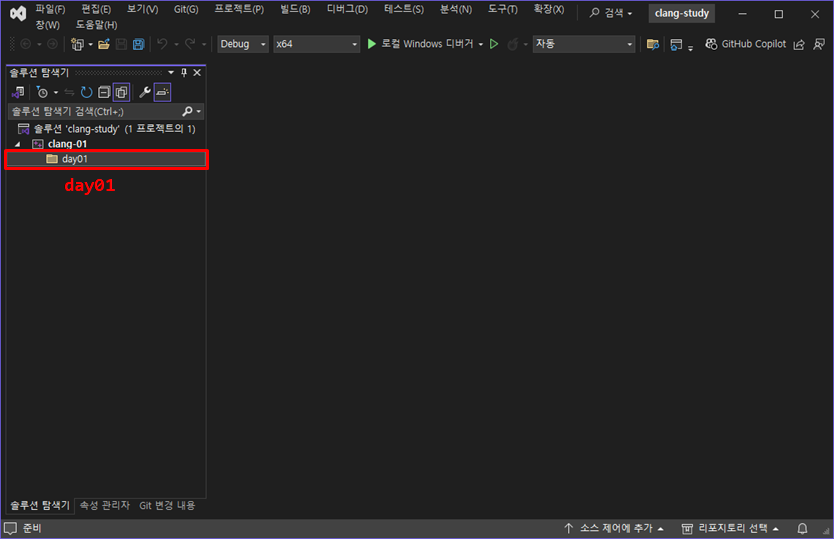 파일(F) 편집(E) 보기(V) Git(G) 프로젝트(P) 빌드(B) 디버그(D) 테스트(S) 분석(N) 도구(T) 확장(X) 검색 clang-study
창(W) 도움말(H)
Debug x64 로컬 Windows 디버거 자동 GitHub Copilot
솔루션 탐색기
솔루션 탐색기 검색(Ctrl+;)
솔루션 'clang-study' (1 프로젝트의 1)
clang-01
day01
day01
솔루션 탐색기 속성 관리자 Git 변경 내용
준비 소스 제어에 추가 리포지토리 선택